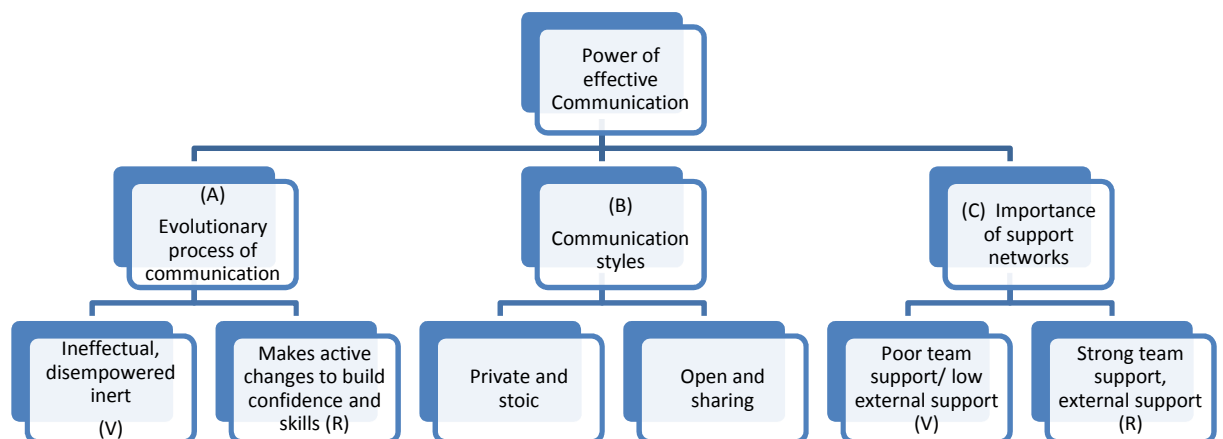 Power of
effective
Communication
(A)
Evolutionary
process of
communication
(B)
Communication
styles
(C) Importance
of support
networks
Ineffectual,
disempowered
inert
(V)
Makes active
changes to build
confidence and
skills (R)
Private and
stoic
Open and
sharing
Poor team
support/ low
external support
(V)
Strong team
support,
external support
(R)